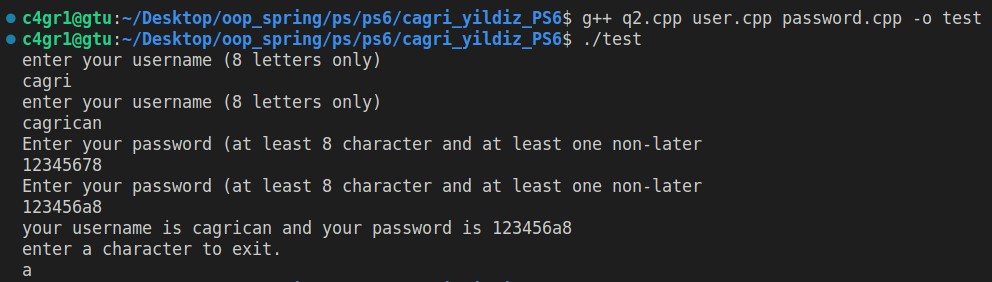 c4gr1@gtu:~/Desktop/oop_spring/ps/ps6/cagri_yildiz_PS6$ g++ q2.cpp user.cpp password.cpp -o test
c4gr1@gtu:~/Desktop/oop_spring/ps/ps6/cagri_yildiz_PS6$ ./test
enter your username (8 letters only)
cagri
enter your username (8 letters only)
cagrican
Enter your password (at least 8 character and at least one non-later
12345678
Enter your password (at least 8 character and at least one non-later
123456a8
your username is cagrican and your password is 123456a8
enter a character to exit.
a